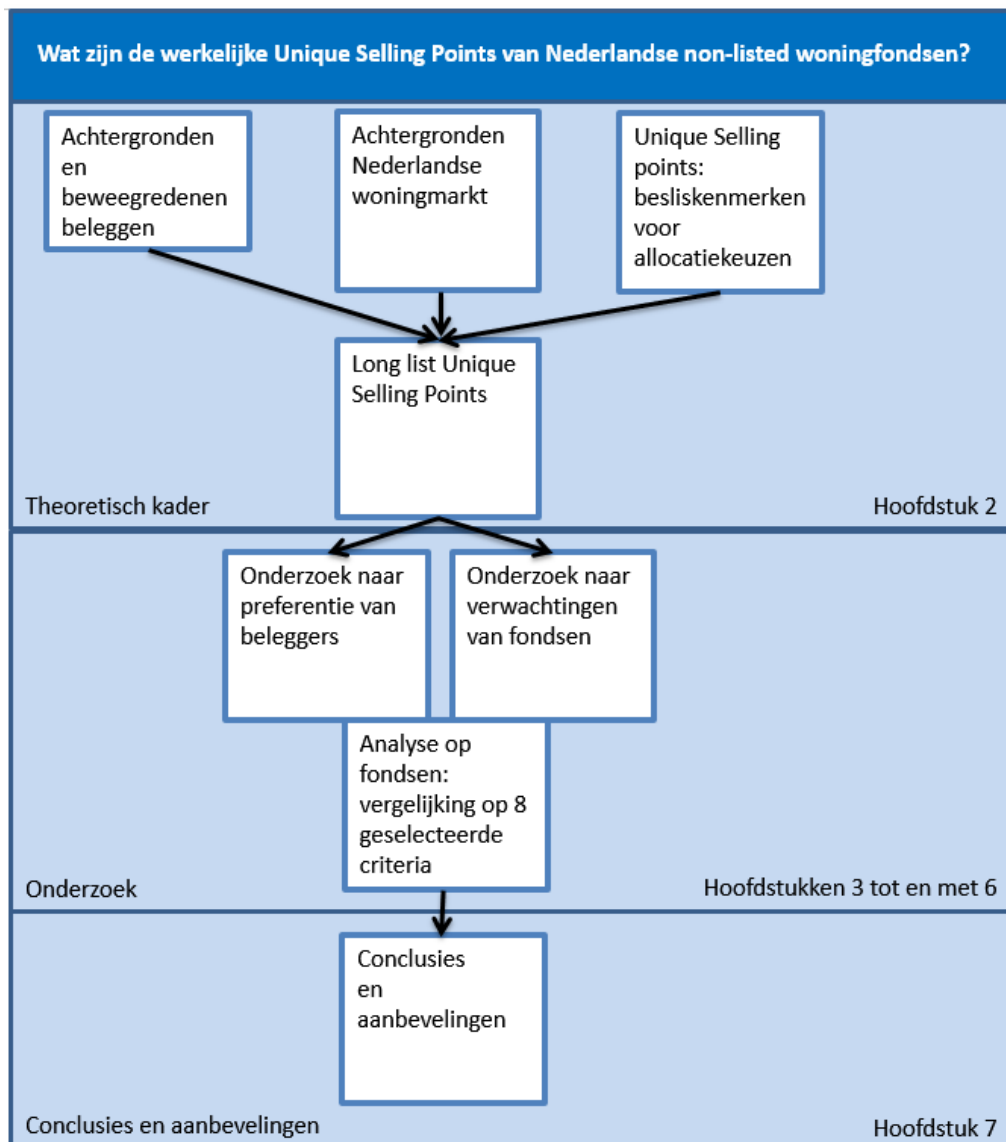 Wat zijn de werkelijke Unique Selling Points van Nederlandse non-listed woningfondsen?
Achtergronden
en
beweegredenen
beleggen
Achtergronden
Nederlandse
woningmarkt
Unique Selling
points:
besliskenmerken
voor
allocatiekeuzen
Long list Unique
Selling Points
Theoretisch kader
Hoofdstuk 2
Onderzoek naar
preferentie van
beleggers
Onderzoek naar
verwachtingen
van fondsen
Analyse op
fondsen:
vergelijking op 8
geselecteerde
criteria
Onderzoek
Hoofdstukken 3 tot en met 6
Conclusies
en
aanbevelingen
Conclusies en aanbevelingen
Hoofdstuk 7